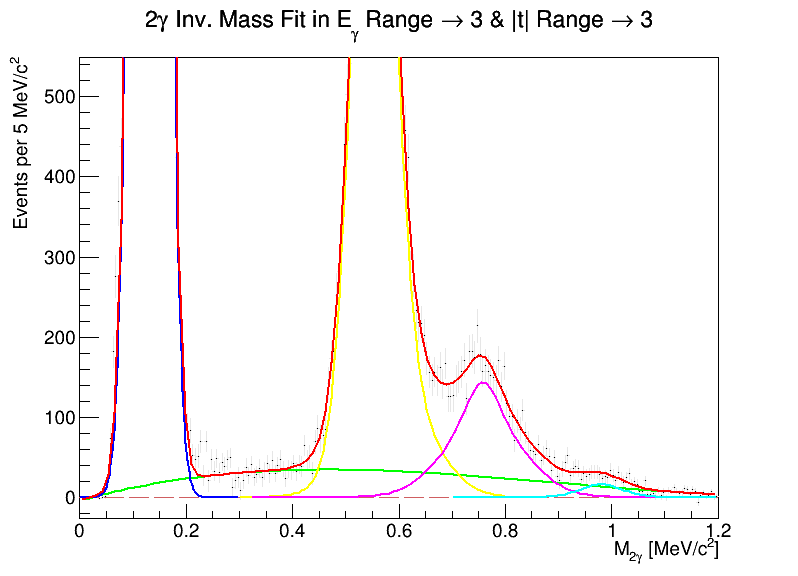 2γ Inv. Mass Fit in E_γ Range → 3 & |t| Range → 3
Events per 5 MeV/c²
500
400
300
200
100
0
0 0.2 0.4 0.6 0.8 1 1.2
M_2γ [MeV/c²]